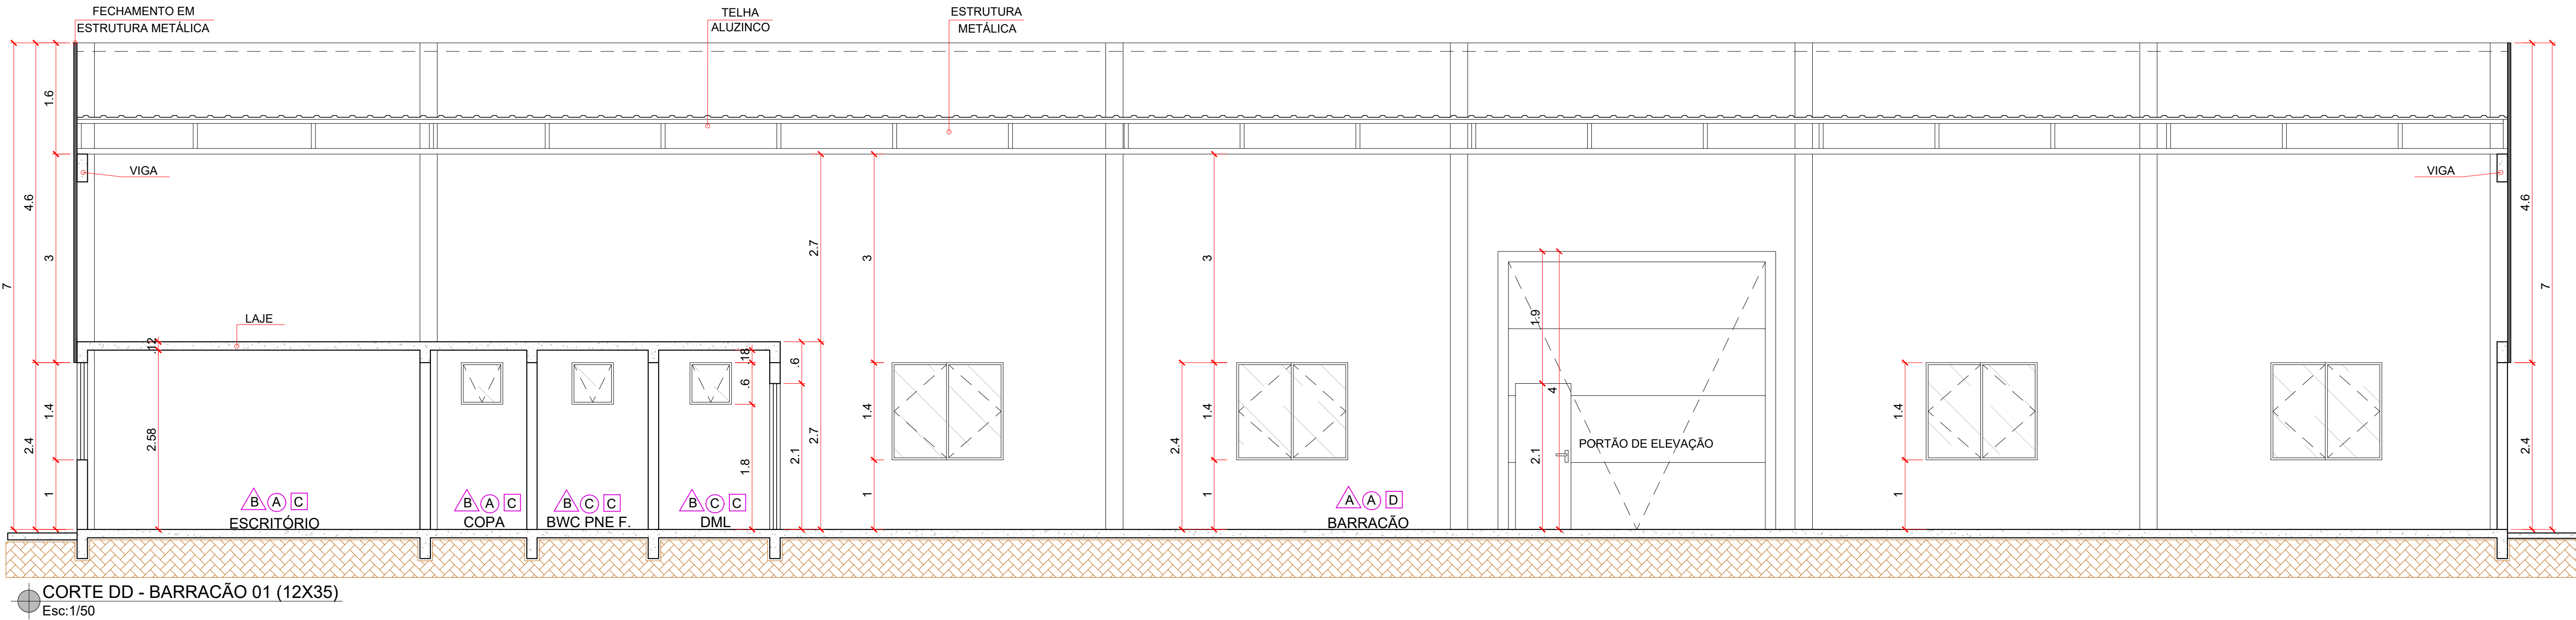 FECHAMENTO EM
ESTRUTURA METÁLICA
TELHA
ALUZINCO
ESTRUTURA
METÁLICA
1.6
4.6
3
7
VIGA
2.7
3
3
VIGA
4.6
7
LAJE
.12
.18
.6
.6
1.9
4
1.4
2.4
1
2.58
1.8
2.1
2.7
1.4
1
2.4
1.4
1
2.1
PORTÃO DE ELEVAÇÃO
1.4
1
2.4
B A C
ESCRITÓRIO
B A C
COPA
B C C
BWC PNE F.
B C C
DML
A A D
BARRACÃO
CORTE DD - BARRACÃO 01 (12X35)
Esc:1/50